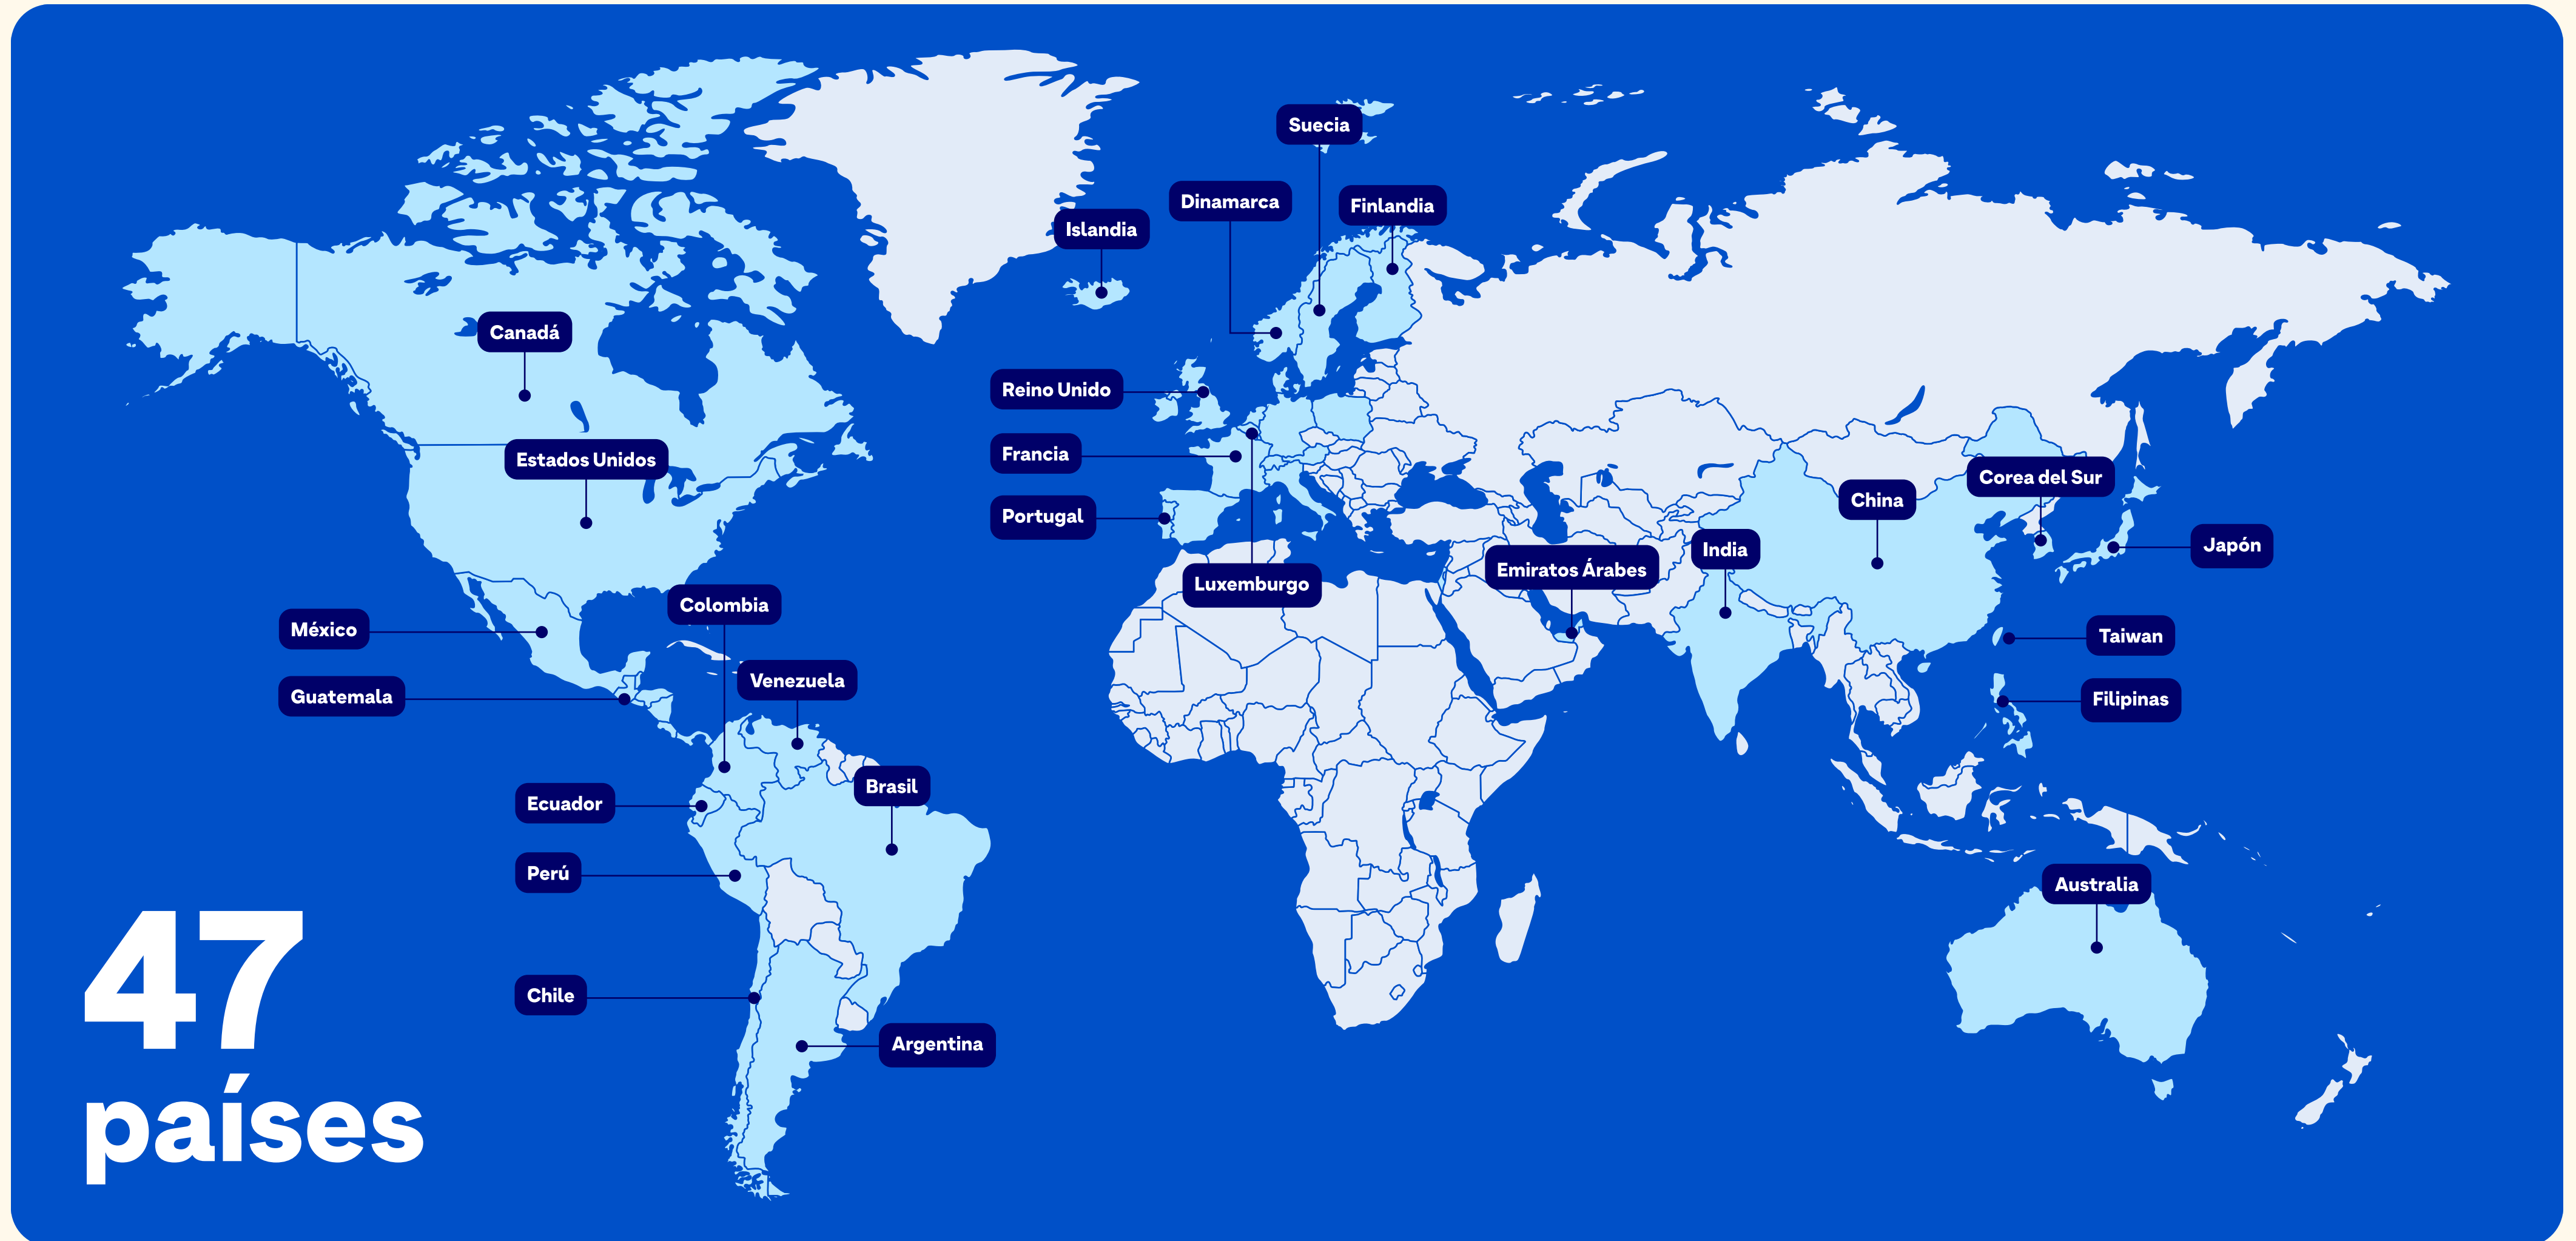 Suecia
Dinamarca
Finlandia
Islandia
Canadá
Reino Unido
Estados Unidos
Francia
Corea del Sur
China
Portugal
India
Japón
Emiratos Árabes
Luxemburgo
Colombia
México
Taiwan
Venezuela
Guatemala
Filipinas
Brasil
Ecuador
Perú
Australia
47
países
Chile
Argentina